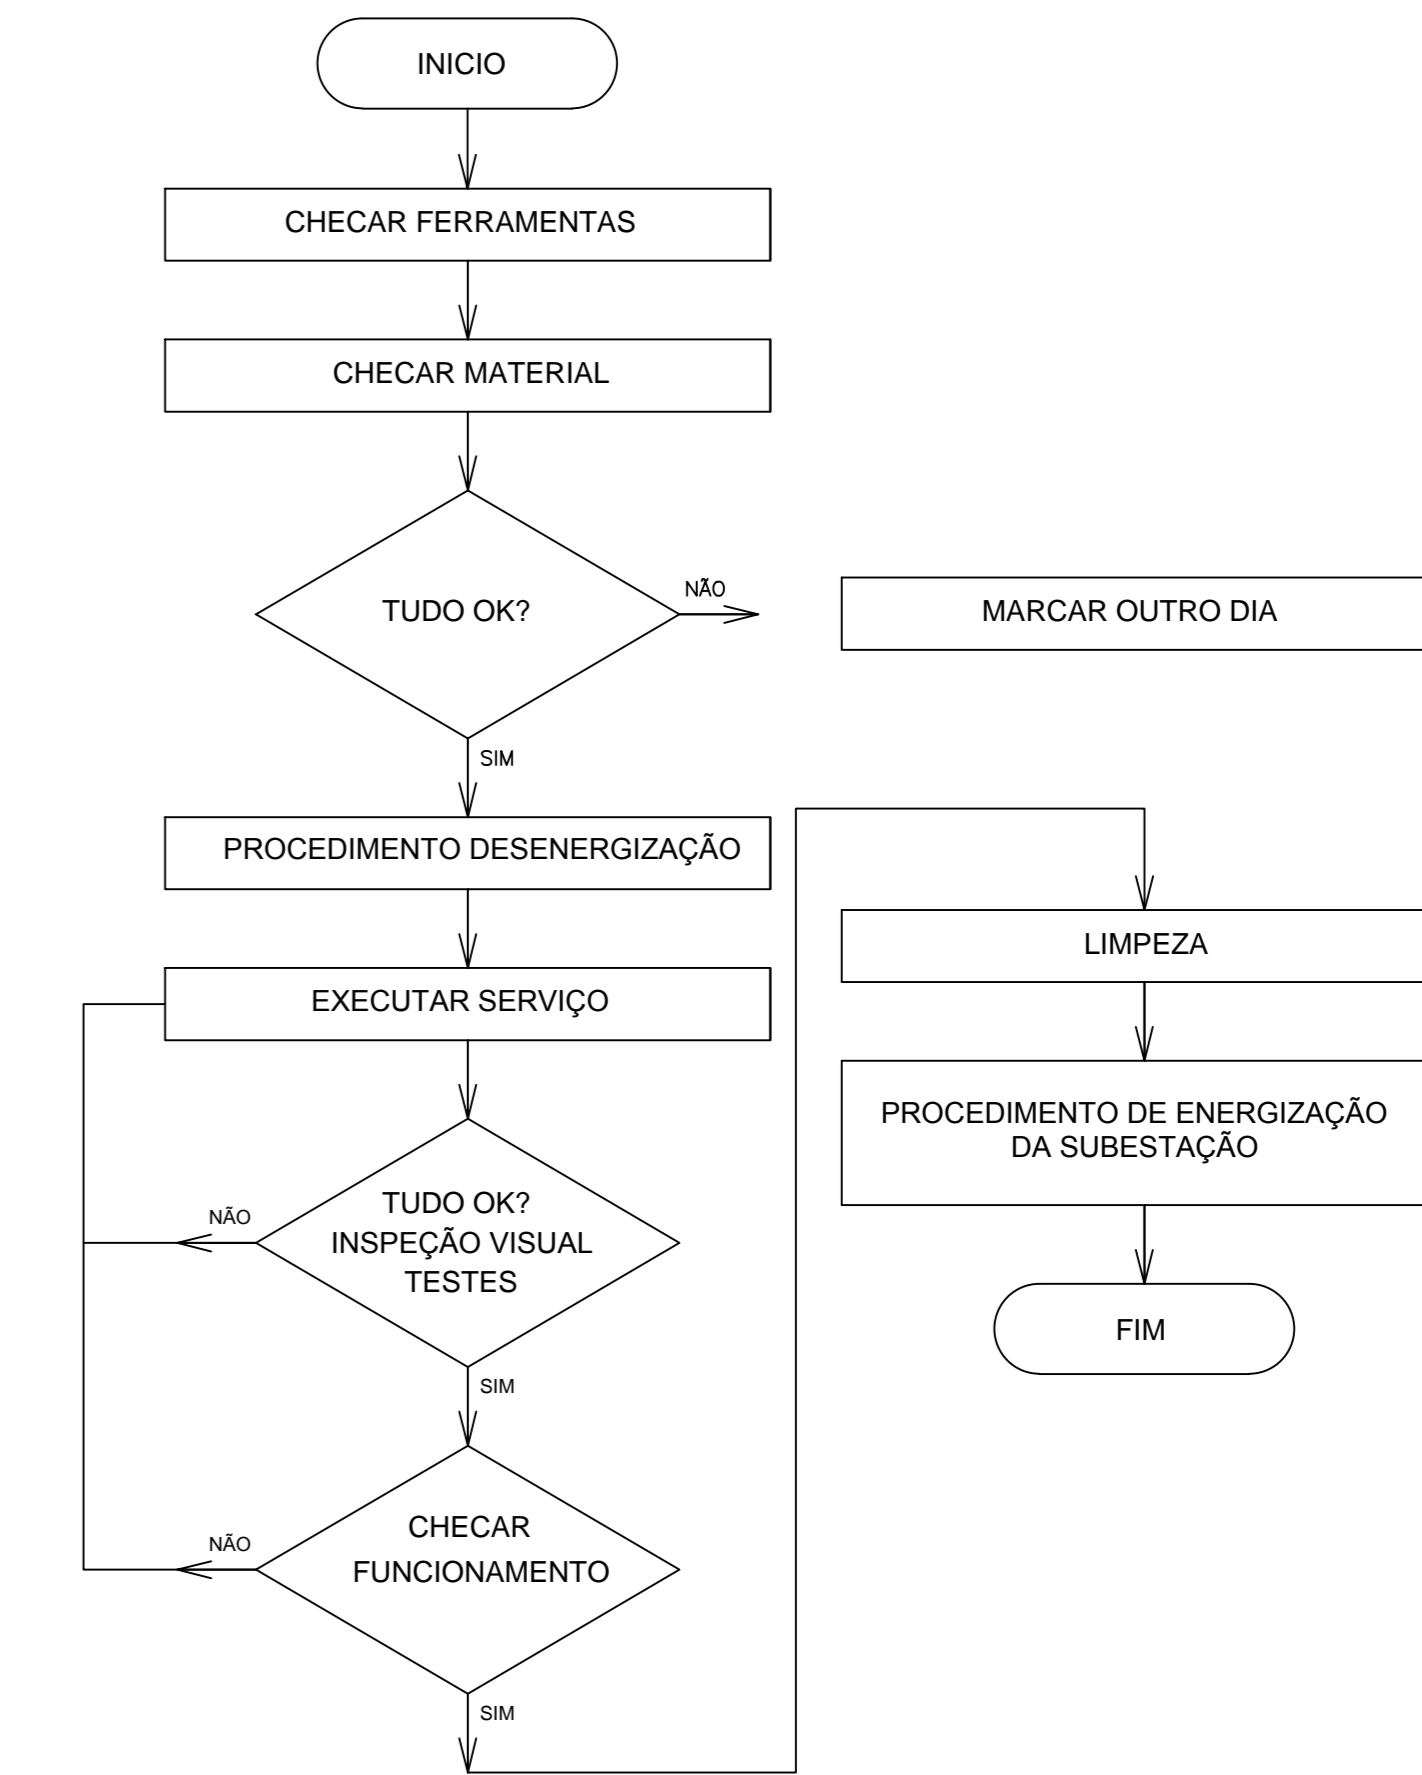 INICIO
CHECAR FERRAMENTAS
CHECAR MATERIAL
TUDO OK?
NÃO
MARCAR OUTRO DIA
SIM
PROCEDIMENTO DESENERGIZAÇÃO
EXECUTAR SERVIÇO
TUDO OK?
INSPEÇÃO VISUAL
TESTES
NÃO
SIM
CHECAR
FUNCIONAMENTO
NÃO
SIM
LIMPEZA
PROCEDIMENTO DE ENERGIZAÇÃO
DA SUBESTAÇÃO
FIM